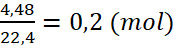 4,48/22,4 = 0,2 (mol)